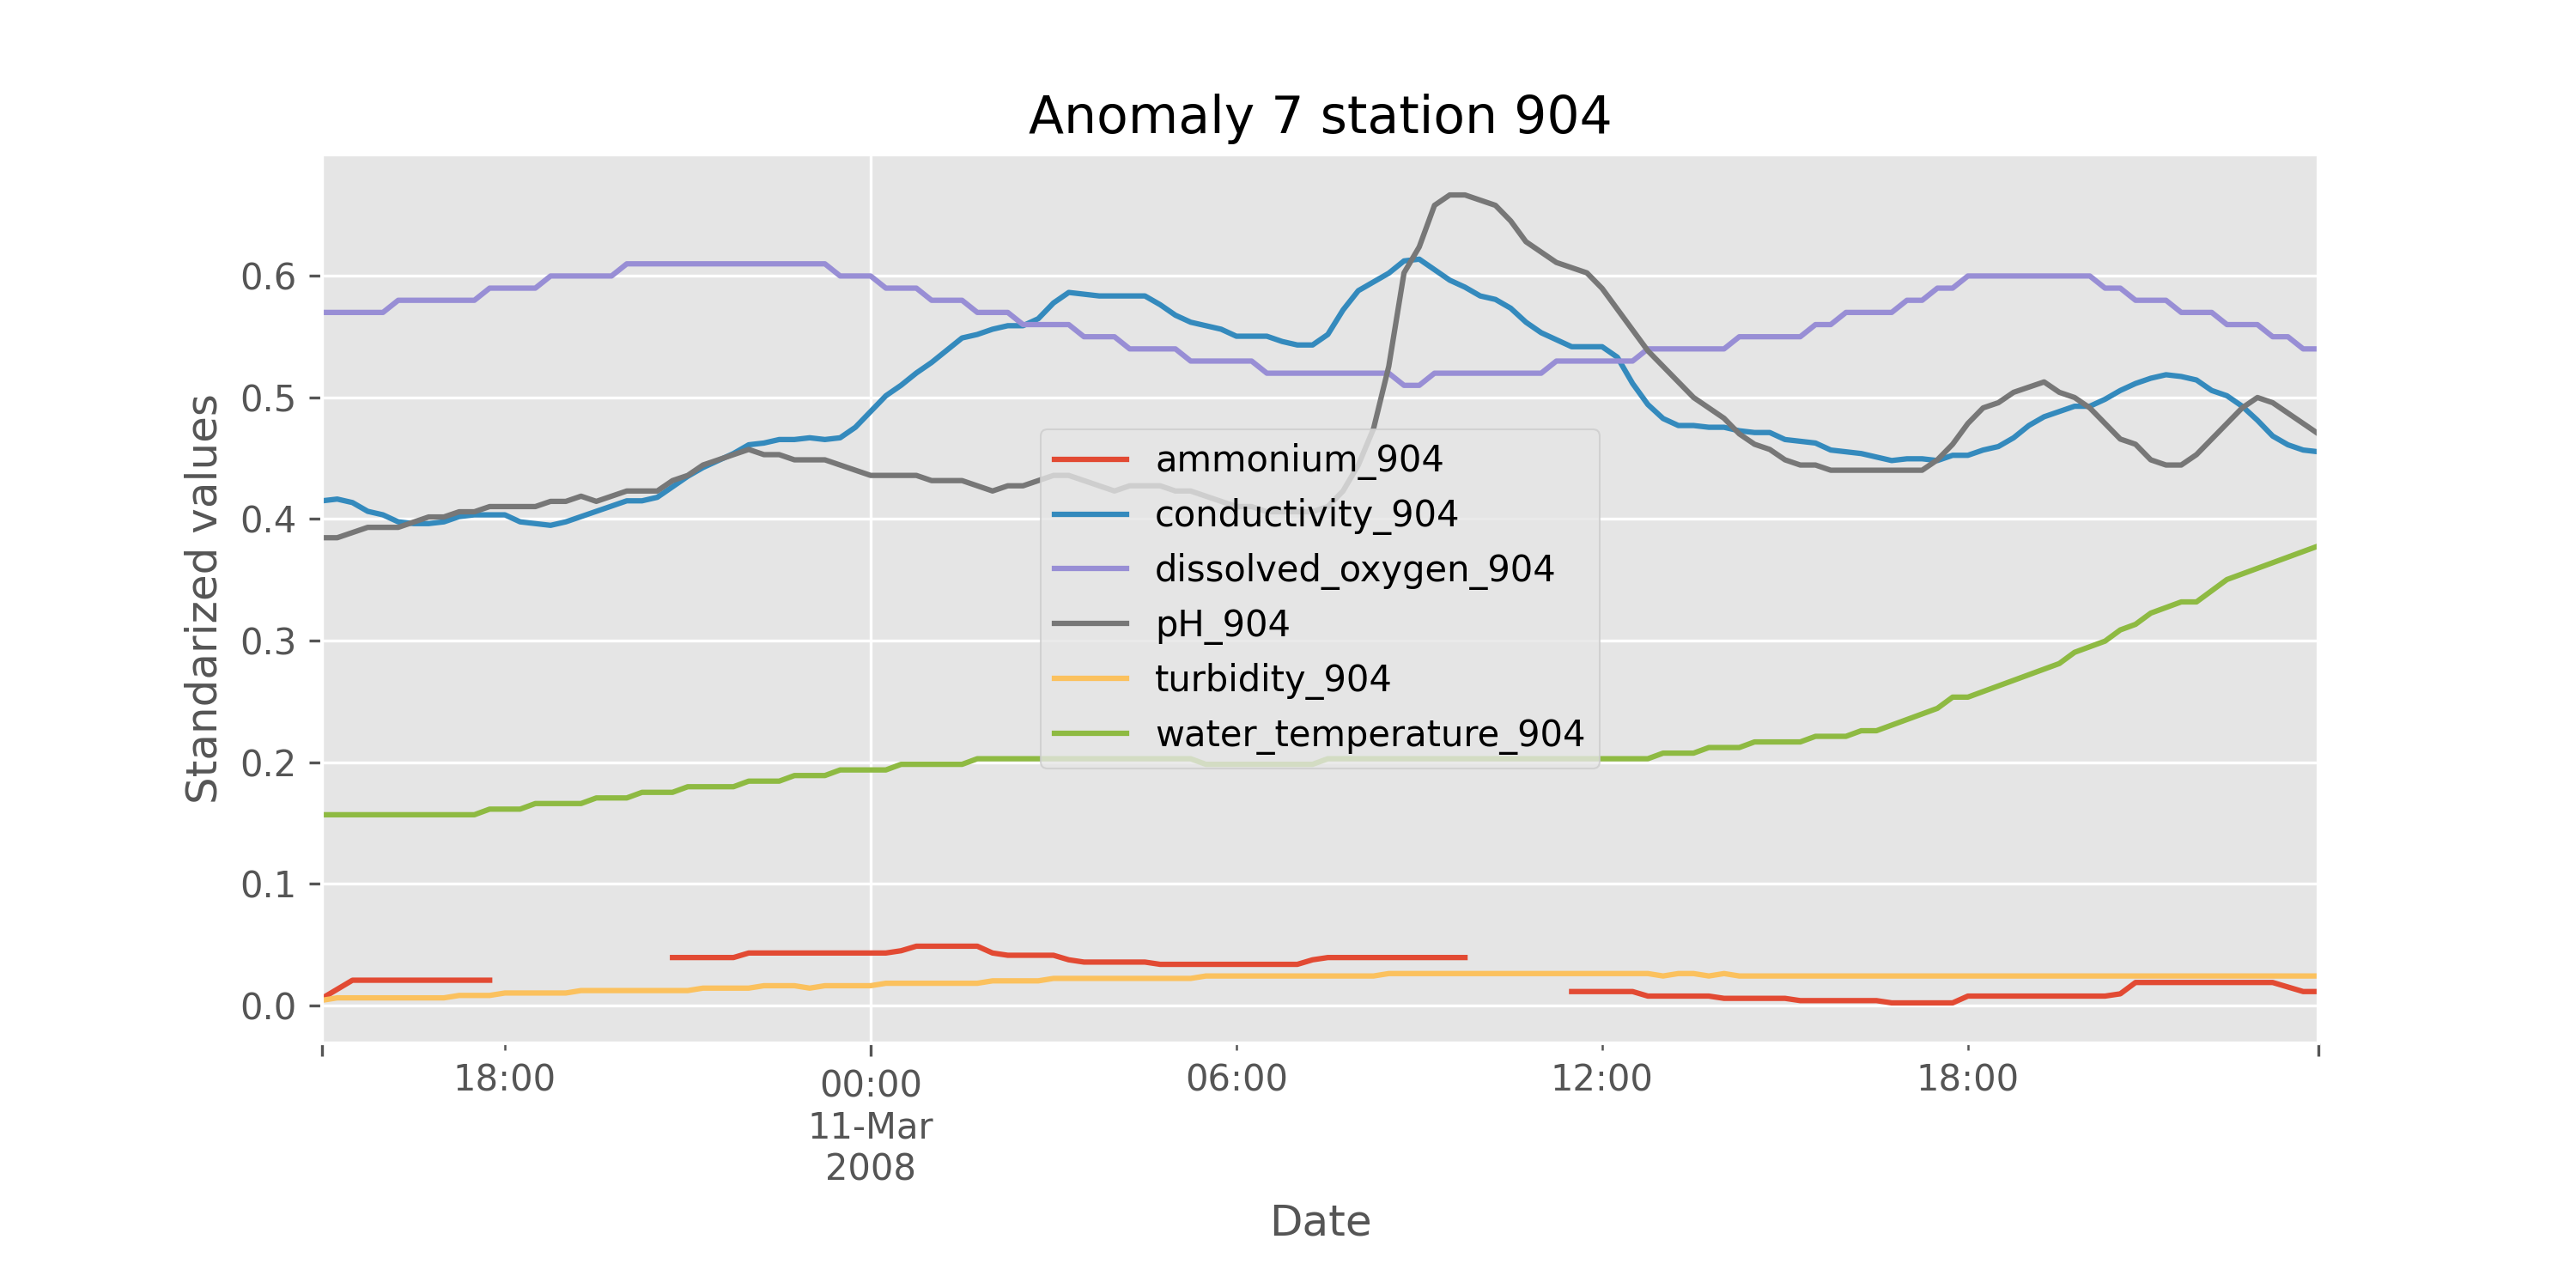 Anomaly 7 station 904
Standarized values
0.6
0.5
0.4
0.3
0.2
0.1
0.0
ammonium_904
conductivity_904
dissolved_oxygen_904
pH_904
turbidity_904
water_temperature_904
18:00
00:00
11-Mar
2008
06:00
12:00
18:00
Date